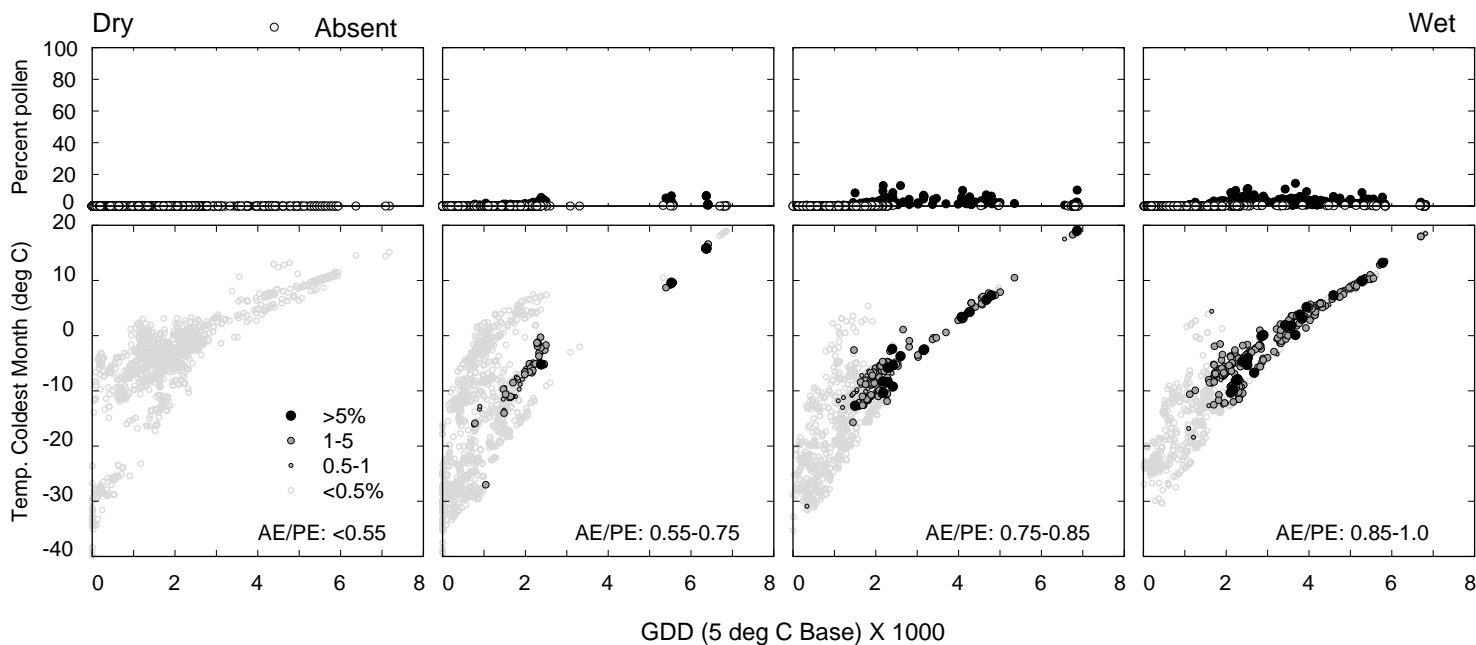 Dry
Absent
Wet
Percent pollen
100
80
60
40
20
0
Temp. Coldest Month (deg C)
20
10
0
-10
-20
-30
-40
>5%
1-5
0.5-1
<0.5%
AE/PE: <0.55
AE/PE: 0.55-0.75
AE/PE: 0.75-0.85
AE/PE: 0.85-1.0
0 2 4 6 8
0 2 4 6 8
0 2 4 6 8
0 2 4 6 8
GDD (5 deg C Base) X 1000